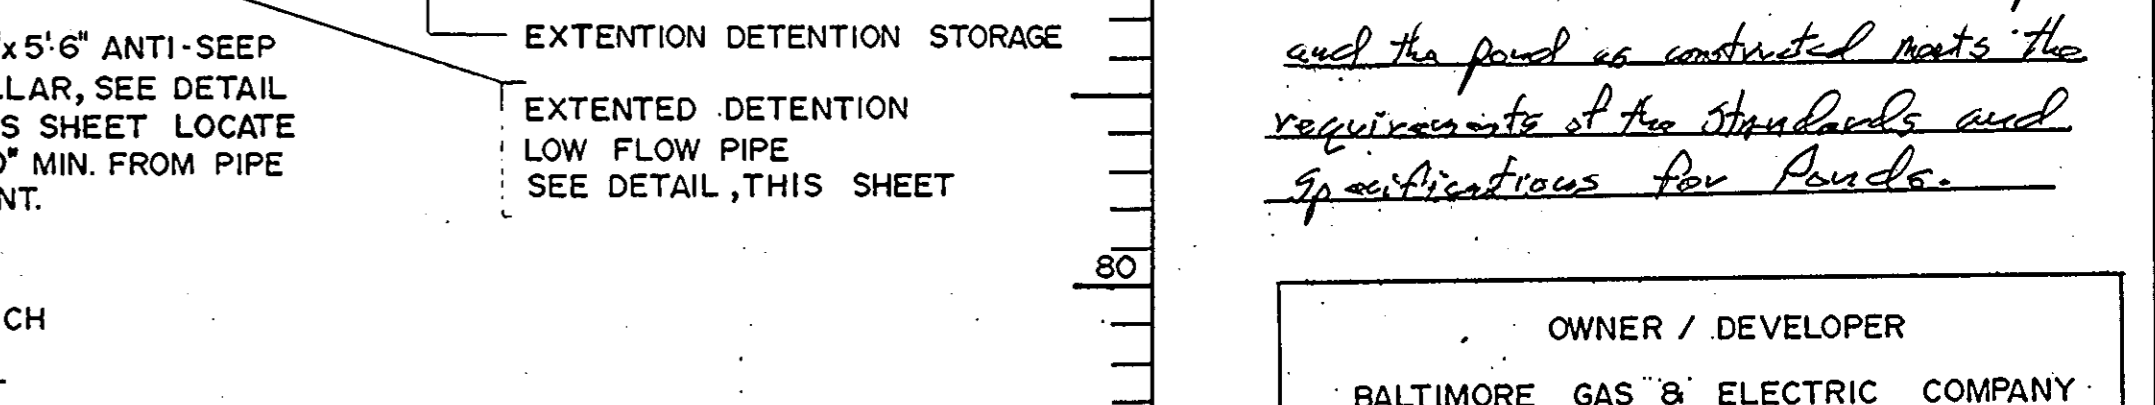 x 5'-6" ANTI-SEEP
LLAR, SEE DETAIL
S SHEET LOCATE
0" MIN. FROM PIPE
NT.
CH
EXTENTION DETENTION STORAGE
EXTENTED DETENTION
LOW FLOW PIPE
SEE DETAIL, THIS SHEET
80
and the pond as constructed meets the
requirements of the Standards and
Specifications for Ponds.
OWNER / DEVELOPER
BALTIMORE GAS & ELECTRIC COMPANY